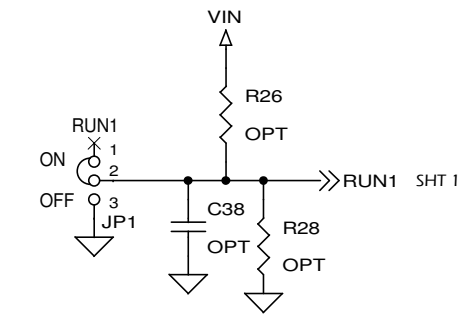 VIN
R26
OPT
RUN1
1
ON
2
RUN1 SHT 1
OFF
3
JP1
C38
OPT
R28
OPT